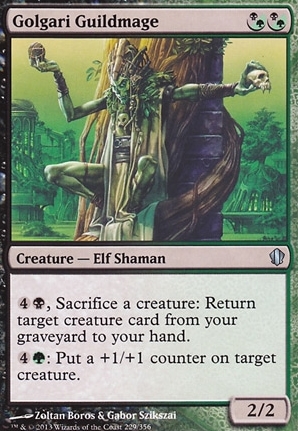 Golgari Guildmage
Creature — Elf Shaman
4, Sacrifice a creature: Return
target creature card from your
graveyard to your hand.
4: Put a +1/+1 counter on target
creature.
Zoltan Boros & Gabor Szikszai
2/2
™ & © 2013 Wizards of the Coast 229/356